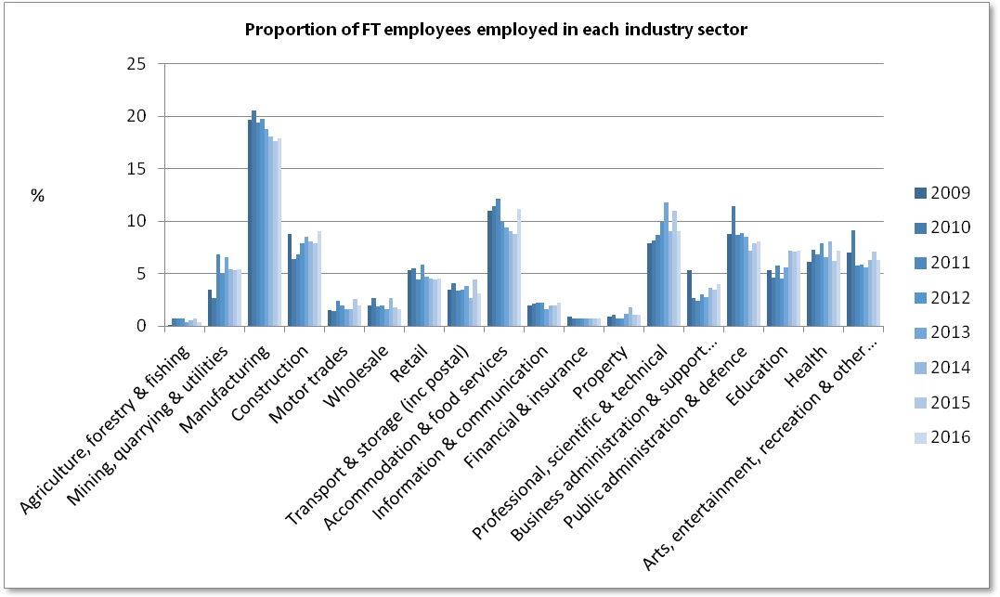 Proportion of FT employees employed in each industry sector
25
20
15
10
5
0
%
Agriculture, forestry & fishing
Mining, quarrying & utilities
Manufacturing
Construction
Motor trades
Wholesale
Retail
Transport & storage (inc postal)
Accommodation & food services
Information & communication
Financial & insurance
Property
Professional, scientific & technical
Business administration & support...
Public administration & defence
Education
Health
Arts, entertainment, recreation & other...
2009
2010
2011
2012
2013
2014
2015
2016